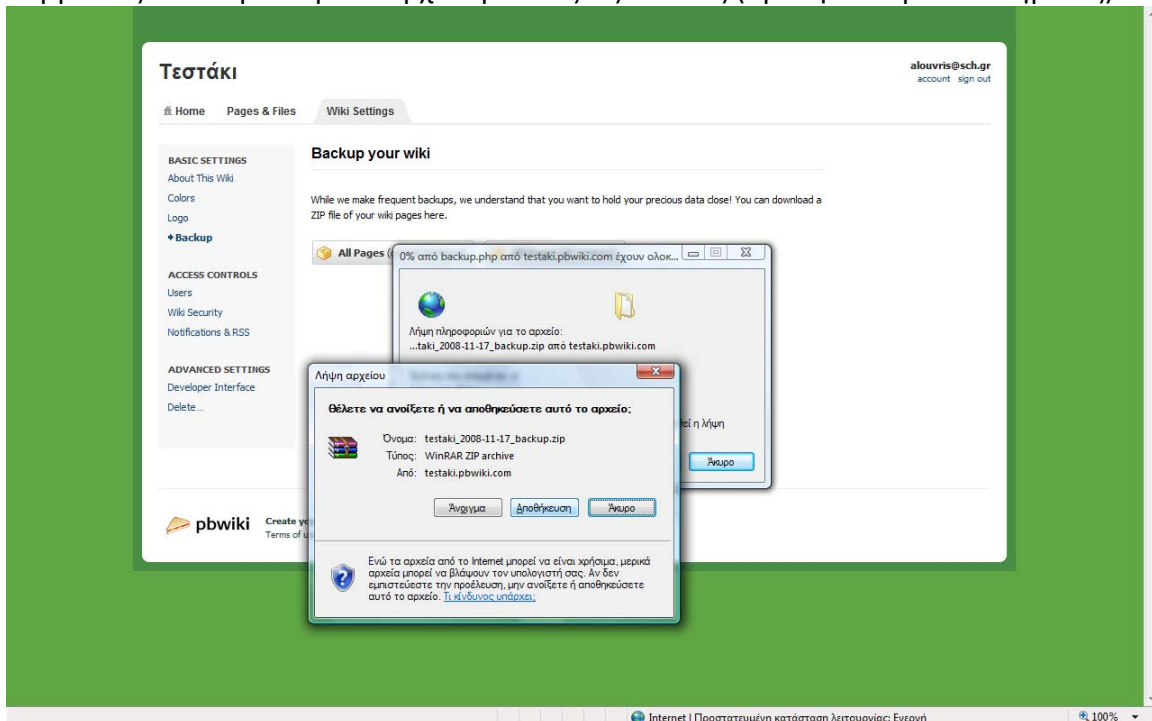 Τεστάκι
alouvris@sch.gr
account sign out
Home Pages & Files Wiki Settings
BASIC SETTINGS
About This Wiki
Colors
Logo
Backup
ACCESS CONTROLS
Users
Wiki Security
Notifications & RSS
ADVANCED SETTINGS
Developer Interface
Delete...
Backup your wiki
While we make frequent backups, we understand that you want to hold your precious data close! You can download a
ZIP file of your wiki pages here.
All Pages (
0% από backup.php από testaki.pbwiki.com έχουν ολοκ...
Λήψη πληροφοριών για το αρχείο:
...taki_2008-11-17_backup.zip από testaki.pbwiki.com
εί η λήψη
Άκυρο
Λήψη αρχείου
Θέλετε να ανοίξετε ή να αποθηκεύσετε αυτό το αρχείο;
Όνομα: testaki_2008-11-17_backup.zip
Τύπος: WinRAR ZIP archive
Από: testaki.pbwiki.com
Άνοιγμα Αποθήκευση Άκυρο
Ενώ τα αρχεία από το Internet μπορεί να είναι χρήσιμα, μερικά
αρχεία μπορεί να βλάψουν τον υπολογιστή σας. Αν δεν
εμπιστεύεστε την προέλευση, μην ανοίξετε ή αποθηκεύσετε
αυτό το αρχείο. Τι κίνδυνος υπάρχει;
pbwiki
Create
Terms of
Internet | Προστατευμένη κατάσταση λειτουργίας: Ενεργή 100%